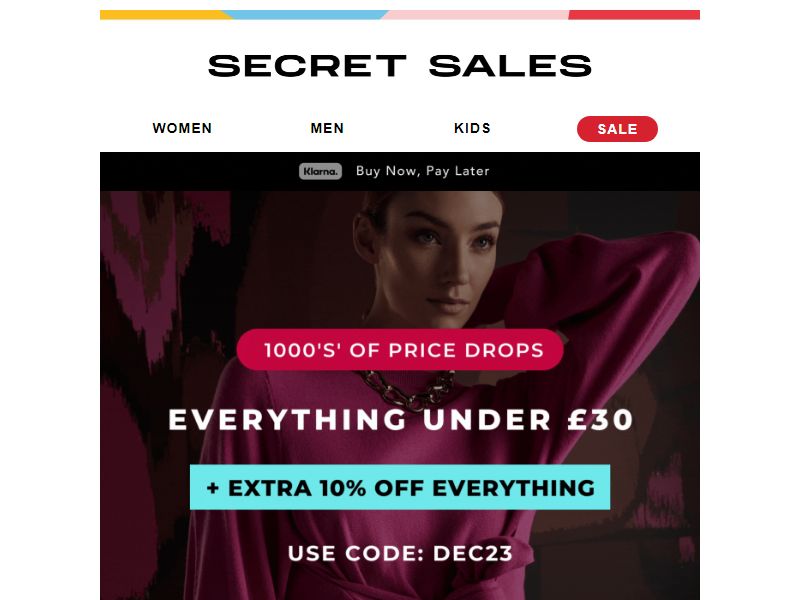 SECRET SALES
WOMEN MEN KIDS SALE
Klarna. Buy Now, Pay Later
1000'S' OF PRICE DROPS
EVERYTHING UNDER £30
+ EXTRA 10% OFF EVERYTHING
USE CODE: DEC23